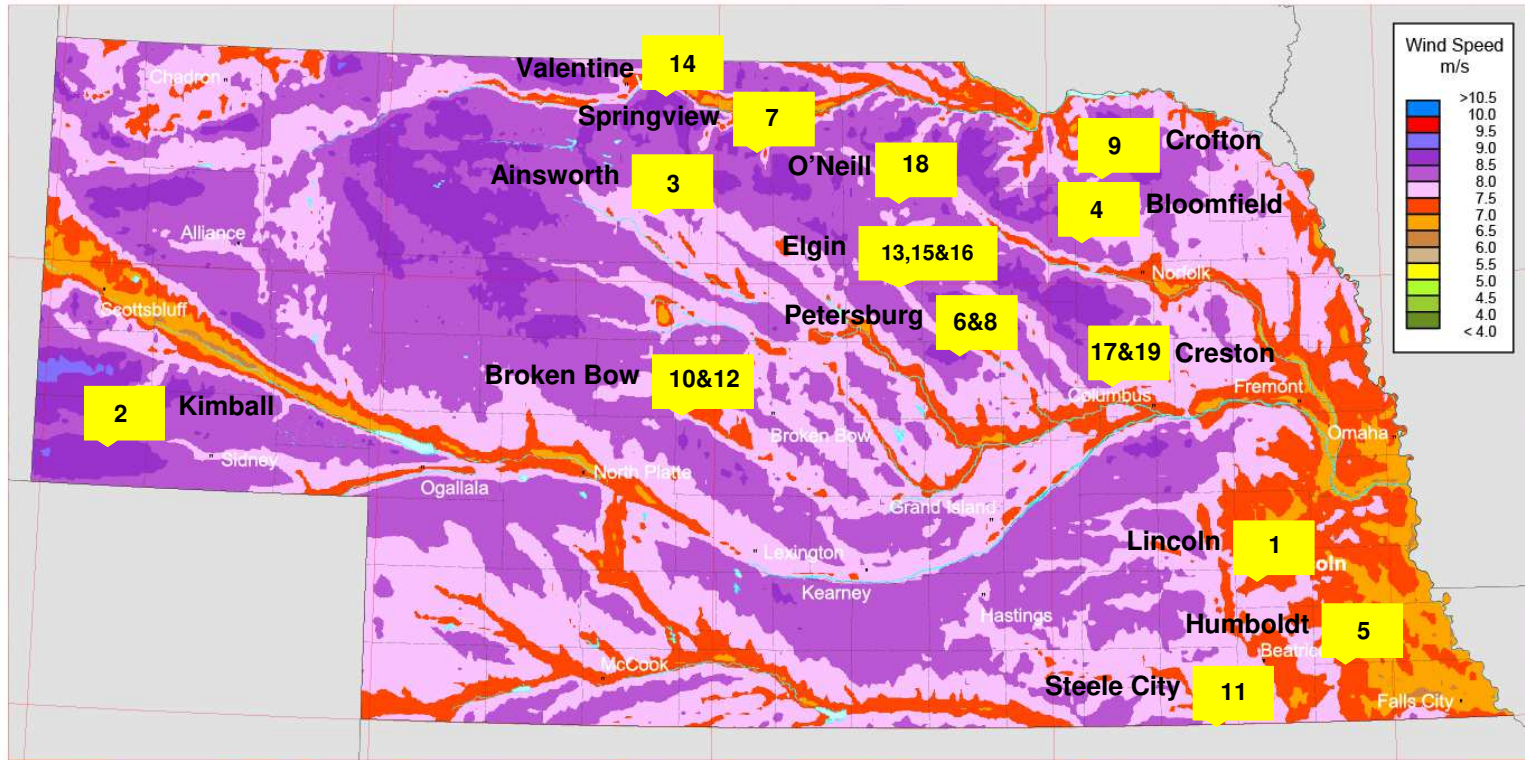 Wind Speed
m/s
>10.5
10.0
9.5
9.0
8.5
8.0
7.5
7.0
6.5
6.0
5.5
5.0
4.5
4.0
< 4.0
Chadron
Valentine 14
Springview 7
Ainsworth 3
O'Neill 18
9 Crofton
4 Bloomfield
Alliance
Elgin 13,15&16
Norfolk
Scottsbluff
Petersburg 6&8
17&19 Creston
Broken Bow 10&12
2 Kimball
Columbus
Fremont
Broken Bow
Omaha
Sidney
Ogallala
North Platte
Grand Island
Lincoln 1
oln
Lexington
Kearney
Hastings
Humboldt 5
Beatrice
McCook
Steele City 11
Falls City